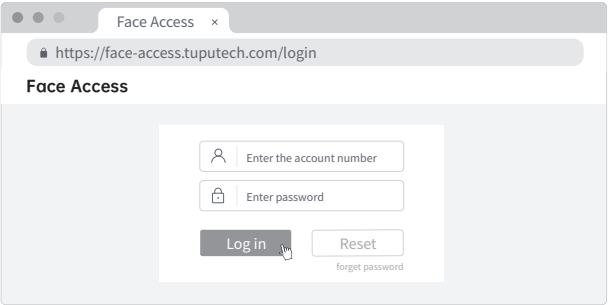 Face Access ×
https://face-access.tuputech.com/login
Face Access
Enter the account number
Enter password
Log in Reset
forget password